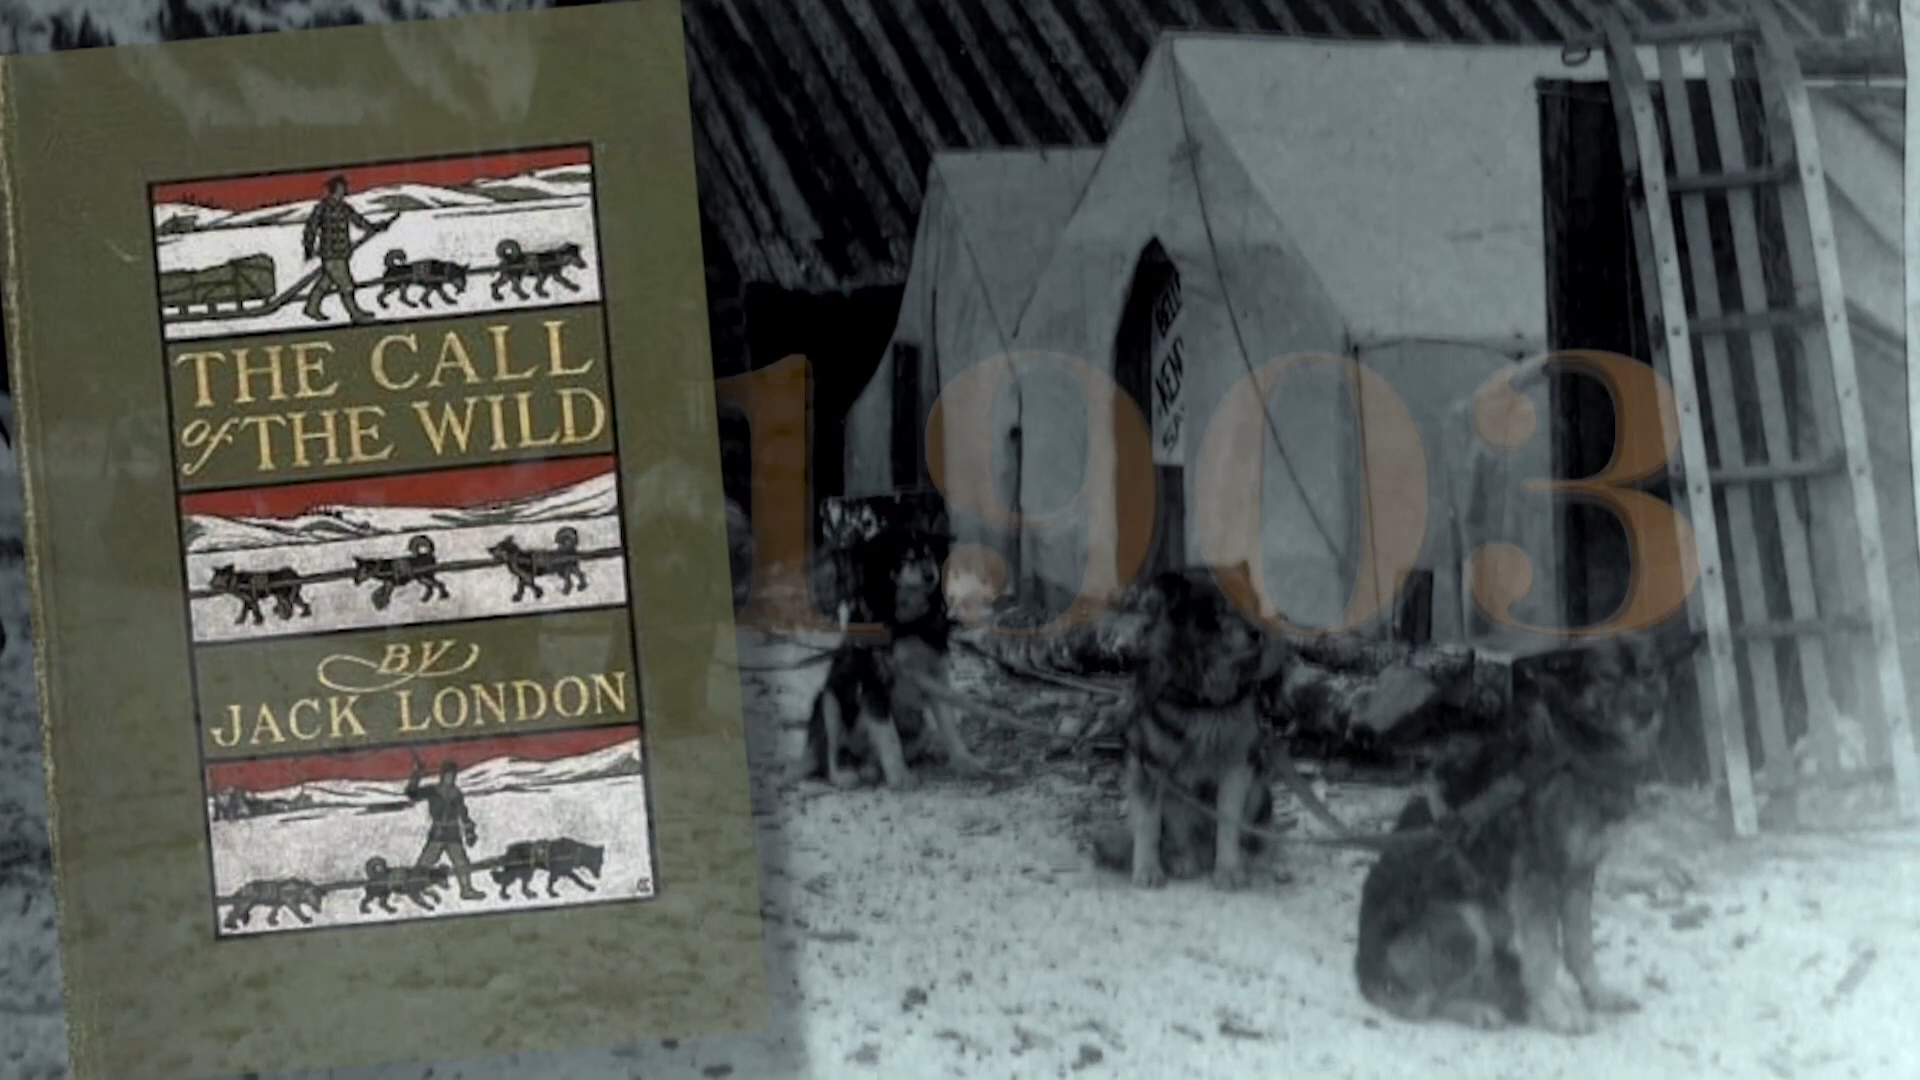 THE CALL
of THE WILD
BY
JACK LONDON
1903